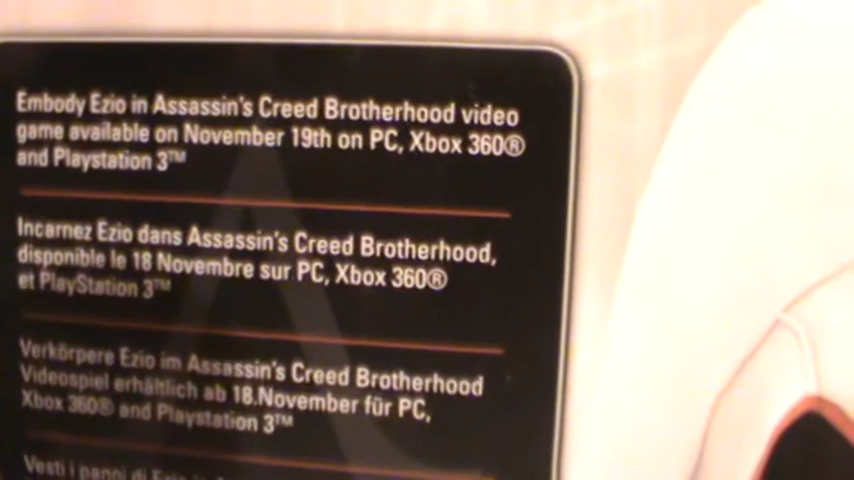 Embody Ezio in Assassin's Creed Brotherhood video
game available on November 19th on PC, Xbox 360®
and Playstation 3™
Incarnez Ezio dans Assassin's Creed Brotherhood,
disponible le 18 Novembre sur PC, Xbox 360®
et PlayStation 3™
Verkörpere Ezio im Assassin's Creed Brotherhood
Videospiel erhältlich ab 18.November für PC,
Xbox 360® and Playstation 3™
Vesti i panni di Ezio